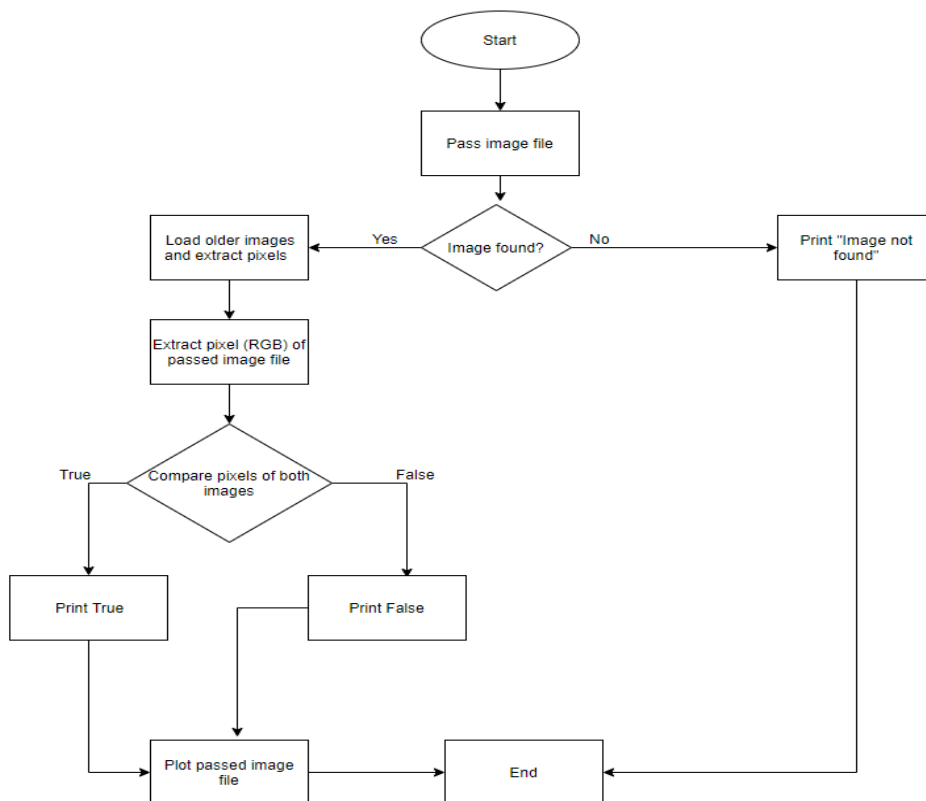 Start
Pass image file
Load older images
and extract pixels
Yes
Image found?
No
Print "Image not
found"
Extract pixel (RGB) of
passed image file
True
Compare pixels of both
images
False
Print True
Print False
Plot passed image
file
End